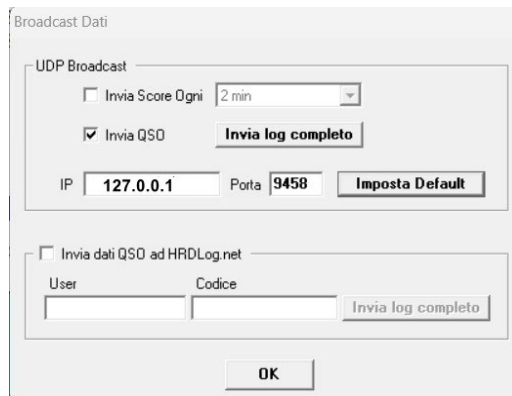 Broadcast Dati
UDP Broadcast
Invia Score Ogni 2 min
Invia QSO Invia log completo
IP 127.0.0.1 Porta 9458 Imposta Default
Invia dati QSO ad HRDLog.net
User Codice
Invia log completo
OK